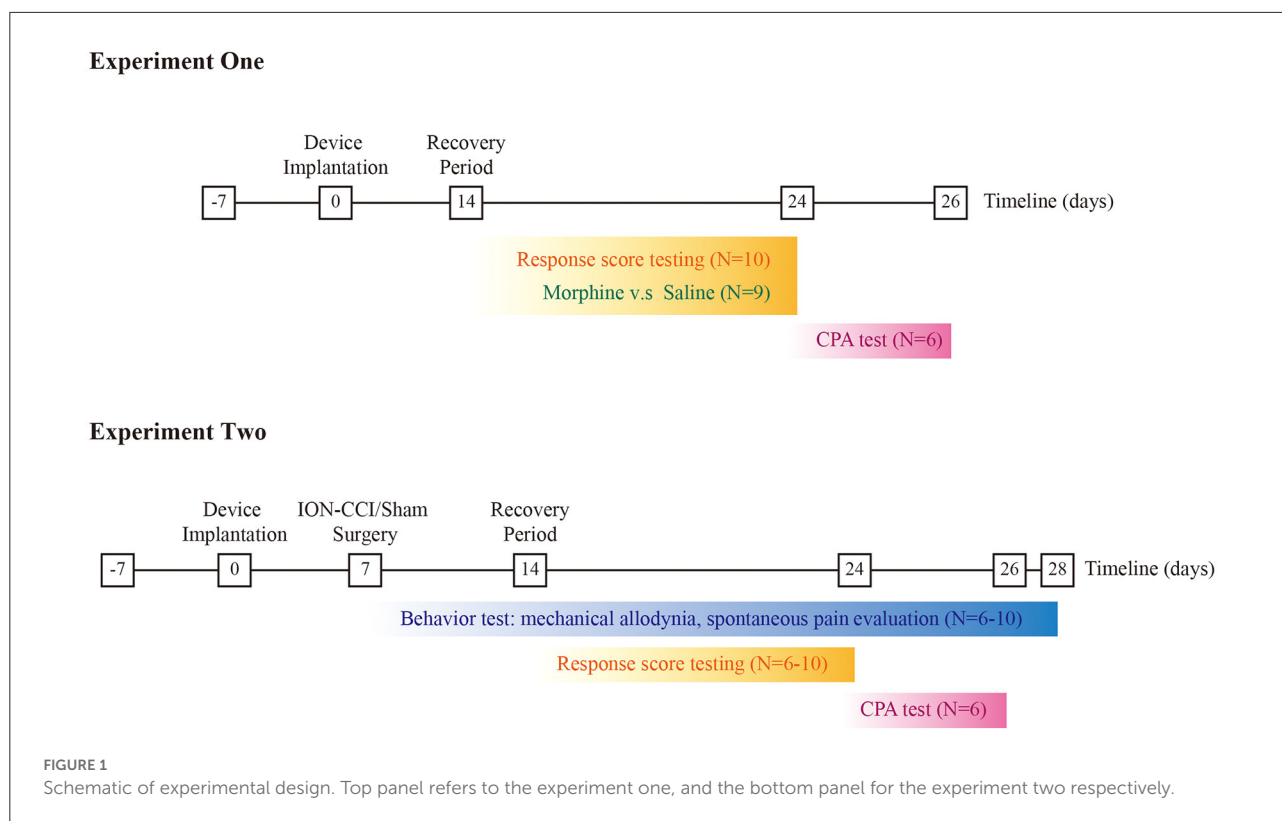 Experiment One
Device
Implantation
Recovery
Period
-7
0
14
24
26
Timeline (days)
Response score testing (N=10)
Morphine v.s Saline (N=9)
CPA test (N=6)
Experiment Two
Device
Implantation
ION-CCI/Sham
Surgery
Recovery
Period
-7
0
7
14
24
26
28
Timeline (days)
Behavior test: mechanical allodynia, spontaneous pain evaluation (N=6-10)
Response score testing (N=6-10)
CPA test (N=6)
FIGURE 1
Schematic of experimental design. Top panel refers to the experiment one, and the bottom panel for the experiment two respectively.